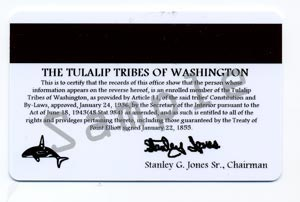 THE TULALIP TRIBES OF WASHINGTON
This is to certify that the records of this office show that the person whose
information appears on the reverse hereof, is an enrolled member of the Tulalip
Tribes of Washington, as provided by Article II, of the said tribes' Constitution and
By-Laws, approved, January 24, 1936, by the Secretary of the Interior pursuant to the
Act of June 18, 1943(48 Stat 984) as amended, and as such is entitled to all of the
rights and privileges pertaining thereto, including those guaranteed by the Treaty of
Point Elliott signed January 22, 1855.
Sample
Stanley Jones
Stanley G. Jones Sr., Chairman